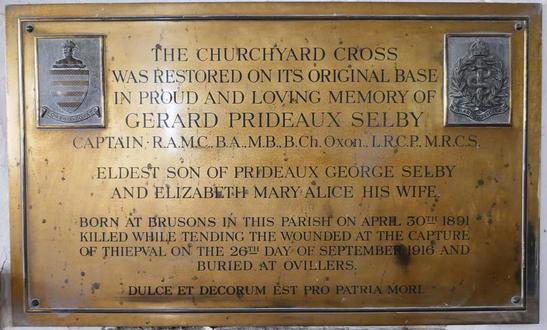 THE CHURCHYARD CROSS
WAS RESTORED ON ITS ORIGINAL BASE
IN PROUD AND LOVING MEMORY OF
GERARD PRIDEAUX SELBY
CAPTAIN. R.A.M.C., B.A., M.B., B.Ch. Oxon., L.R.C.P., M.R.C.S.
ELDEST SON OF PRIDEAUX GEORGE SELBY
AND ELIZABETH MARY ALICE HIS WIFE.
BORN AT BRUSONS IN THIS PARISH ON APRIL 30TH 1891
KILLED WHILE TENDING THE WOUNDED AT THE CAPTURE
OF THIEPVAL ON THE 26TH DAY OF SEPTEMBER 1916 AND
BURIED AT OVILLERS.
DULCE ET DECORUM EST PRO PATRIA MORI.